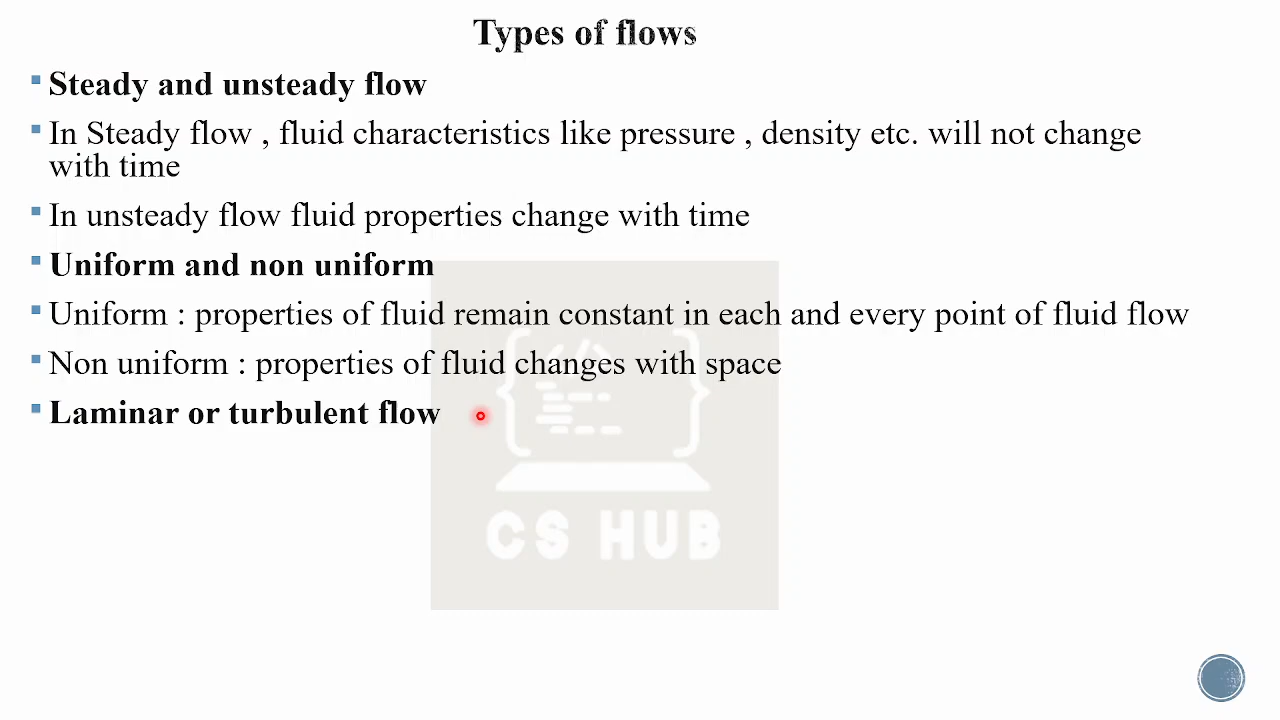 Types of flows
Steady and unsteady flow
In Steady flow , fluid characteristics like pressure , density etc. will not change
with time
In unsteady flow fluid properties change with time
Uniform and non uniform
Uniform : properties of fluid remain constant in each and every point of fluid flow
Non uniform : properties of fluid changes with space
Laminar or turbulent flow
CS HUB